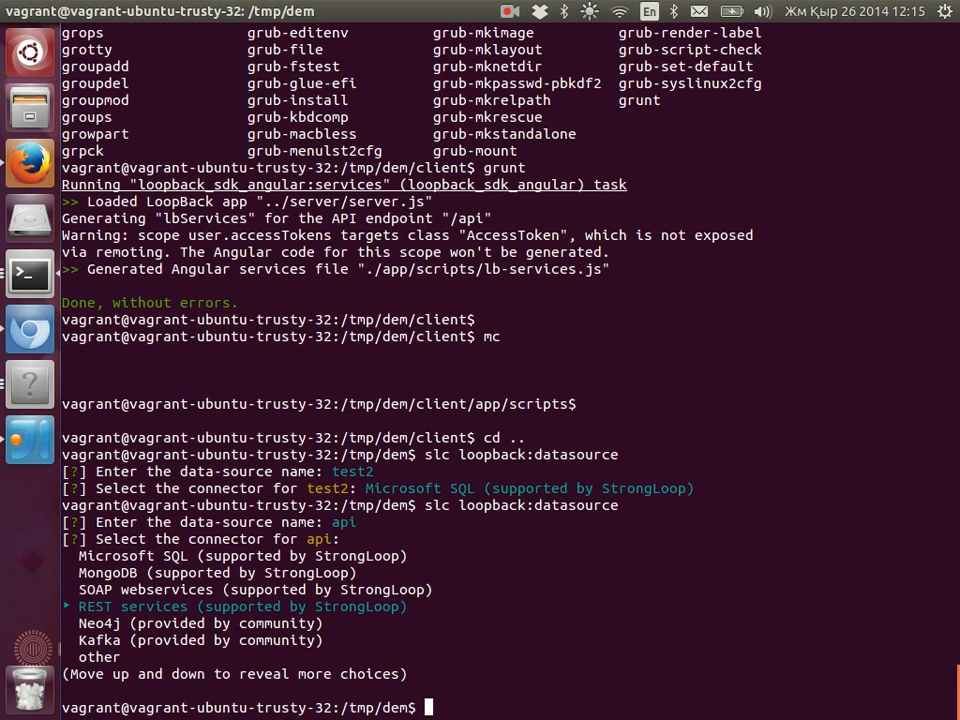 vagrant@vagrant-ubuntu-trusty-32: /tmp/dem En Жм Қыр 26 2014 12:15
grops grub-editenv grub-mkimage grub-render-label
grotty grub-file grub-mklayout grub-script-check
groupadd grub-fstest grub-mknetdir grub-set-default
groupdel grub-glue-efi grub-mkpasswd-pbkdf2 grub-syslinux2cfg
groupmod grub-install grub-mkrelpath grunt
groups grub-kbdcomp grub-mkrescue
growpart grub-macbless grub-mkstandalone
grpck grub-menulst2cfg grub-mount
vagrant@vagrant-ubuntu-trusty-32:/tmp/dem/client$ grunt
Running "loopback_sdk_angular:services" (loopback_sdk_angular) task
>> Loaded LoopBack app "../server/server.js"
Generating "lbServices" for the API endpoint "/api"
Warning: scope user.accessTokens targets class "AccessToken", which is not exposed
via remoting. The Angular code for this scope won't be generated.
>> Generated Angular services file "./app/scripts/lb-services.js"
Done, without errors.
vagrant@vagrant-ubuntu-trusty-32:/tmp/dem/client$
vagrant@vagrant-ubuntu-trusty-32:/tmp/dem/client$ mc
vagrant@vagrant-ubuntu-trusty-32:/tmp/dem/client/app/scripts$
vagrant@vagrant-ubuntu-trusty-32:/tmp/dem/client$ cd ..
vagrant@vagrant-ubuntu-trusty-32:/tmp/dem$ slc loopback:datasource
[?] Enter the data-source name: test2
[?] Select the connector for test2: Microsoft SQL (supported by StrongLoop)
vagrant@vagrant-ubuntu-trusty-32:/tmp/dem$ slc loopback:datasource
[?] Enter the data-source name: api
[?] Select the connector for api:
Microsoft SQL (supported by StrongLoop)
MongoDB (supported by StrongLoop)
SOAP webservices (supported by StrongLoop)
‣ REST services (supported by StrongLoop)
Neo4j (provided by community)
Kafka (provided by community)
other
(Move up and down to reveal more choices)
vagrant@vagrant-ubuntu-trusty-32:/tmp/dem$